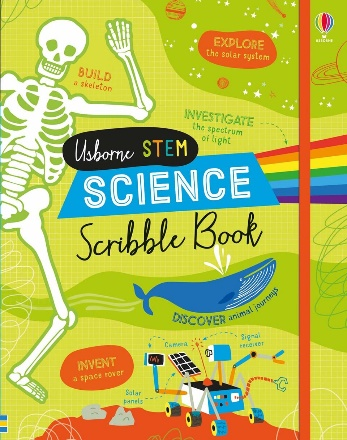 EXPLORE
the solar system
USBORNE
BUILD
a skeleton
INVESTIGATE
the spectrum
of light
Usborne STEM
SCIENCE
Scribble Book
DISCOVER animal journeys
INVENT
a space rover
Camera
Signal
receiver
Solar
panels